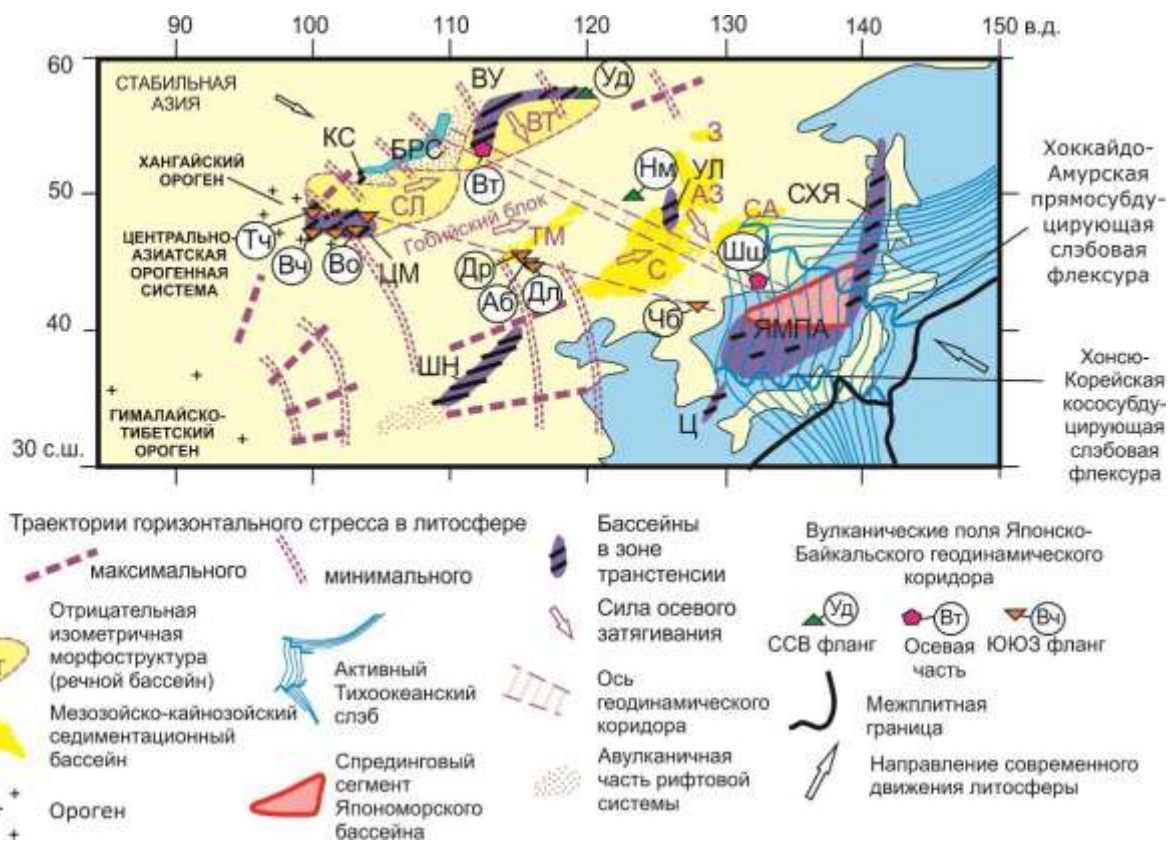 90
100
110
120
130
140
150 в.д.
60
50
40
30 с.ш.
СТАБИЛЬНАЯ
АЗИЯ
ХАНГАЙСКИЙ
ОРОГЕН
ЦЕНТРАЛЬНО-
АЗИАТСКАЯ
ОРОГЕННАЯ
СИСТЕМА
ГИМАЛАЙСКО-
ТИБЕТСКИЙ
ОРОГЕН
КС
БРС
ВУ
Уд
ВТ
Вт
СЛ
Гобийский блок
Тч
Вч
Во
ЦМ
ТМ
Др
Аб
Дл
ШН
Нм
З
УЛ
АЗ
СА
С
Шц
Чб
СХЯ
ЯМПА
Ц
Хоккайдо-
Амурская
прямосубду-
цирующая
слэбовая
флексура
Хонсю-
Корейская
кососубду-
цирующая
слэбовая
флексура
Траектории горизонтального стресса в литосфере
максимального
минимального
Отрицательная
изометричная
морфоструктура
(речной бассейн)
Мезозойско-кайнозойский
седиментационный
бассейн
Ороген
Активный
Тихоокеанский
слэб
Спрединговый
сегмент
Япономорского
бассейна
Бассейны
в зоне
транстенсии
Сила осевого
затягивания
Ось
геодинамического
коридора
Авулканичная
часть рифтовой
системы
Вулканические поля Японско-
Байкальского геодинамического
коридора
Уд
Вт
Вч
ССВ фланг
Осевая
часть
ЮЮЗ фланг
Межплитная
граница
Направление современного
движения литосферы